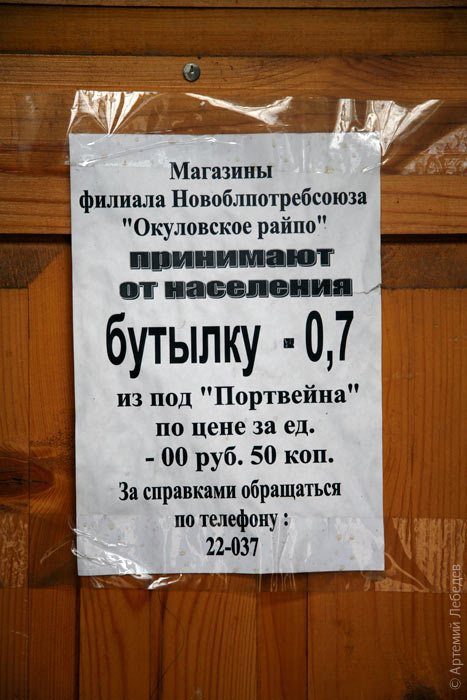 Магазины
филиала Новоблпотребсоюза
"Окуловское райпо"
принимают
от населения
бутылку - 0,7
из под "Портвейна"
по цене за ед.
- 00 руб. 50 коп.
За справками обращаться
по телефону :
22-037
© Артемий Лебедев